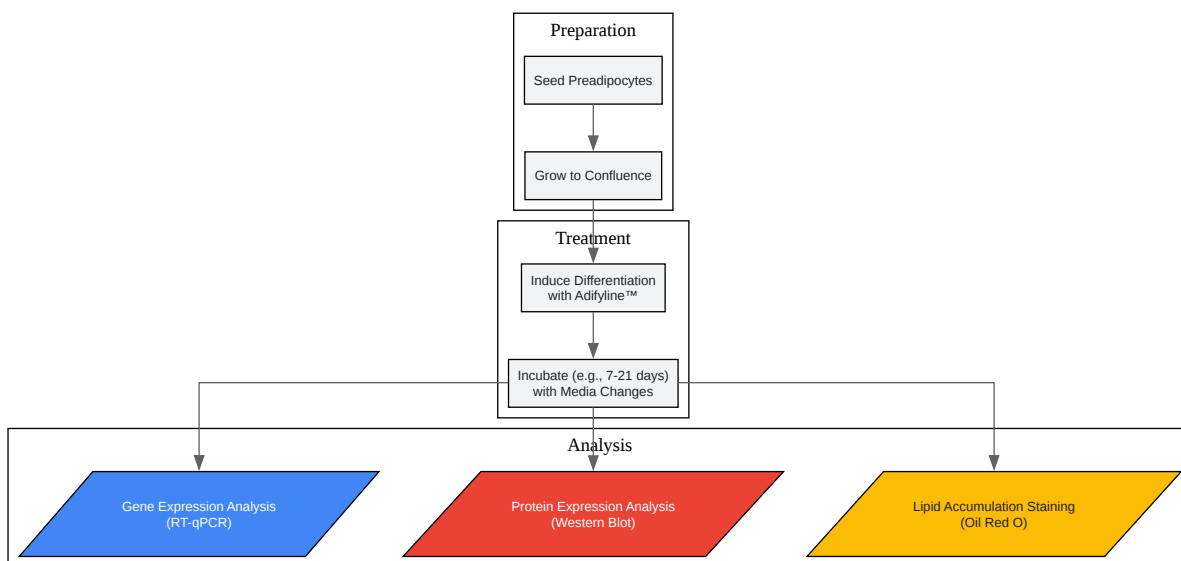 Preparation
Seed Preadipocytes
Grow to Confluence
Treatment
Induce Differentiation
with Adifyline™
Incubate (e.g., 7-21 days)
with Media Changes
Analysis
Gene Expression Analysis
(RT-qPCR)
Protein Expression Analysis
(Western Blot)
Lipid Accumulation Staining
(Oil Red O)